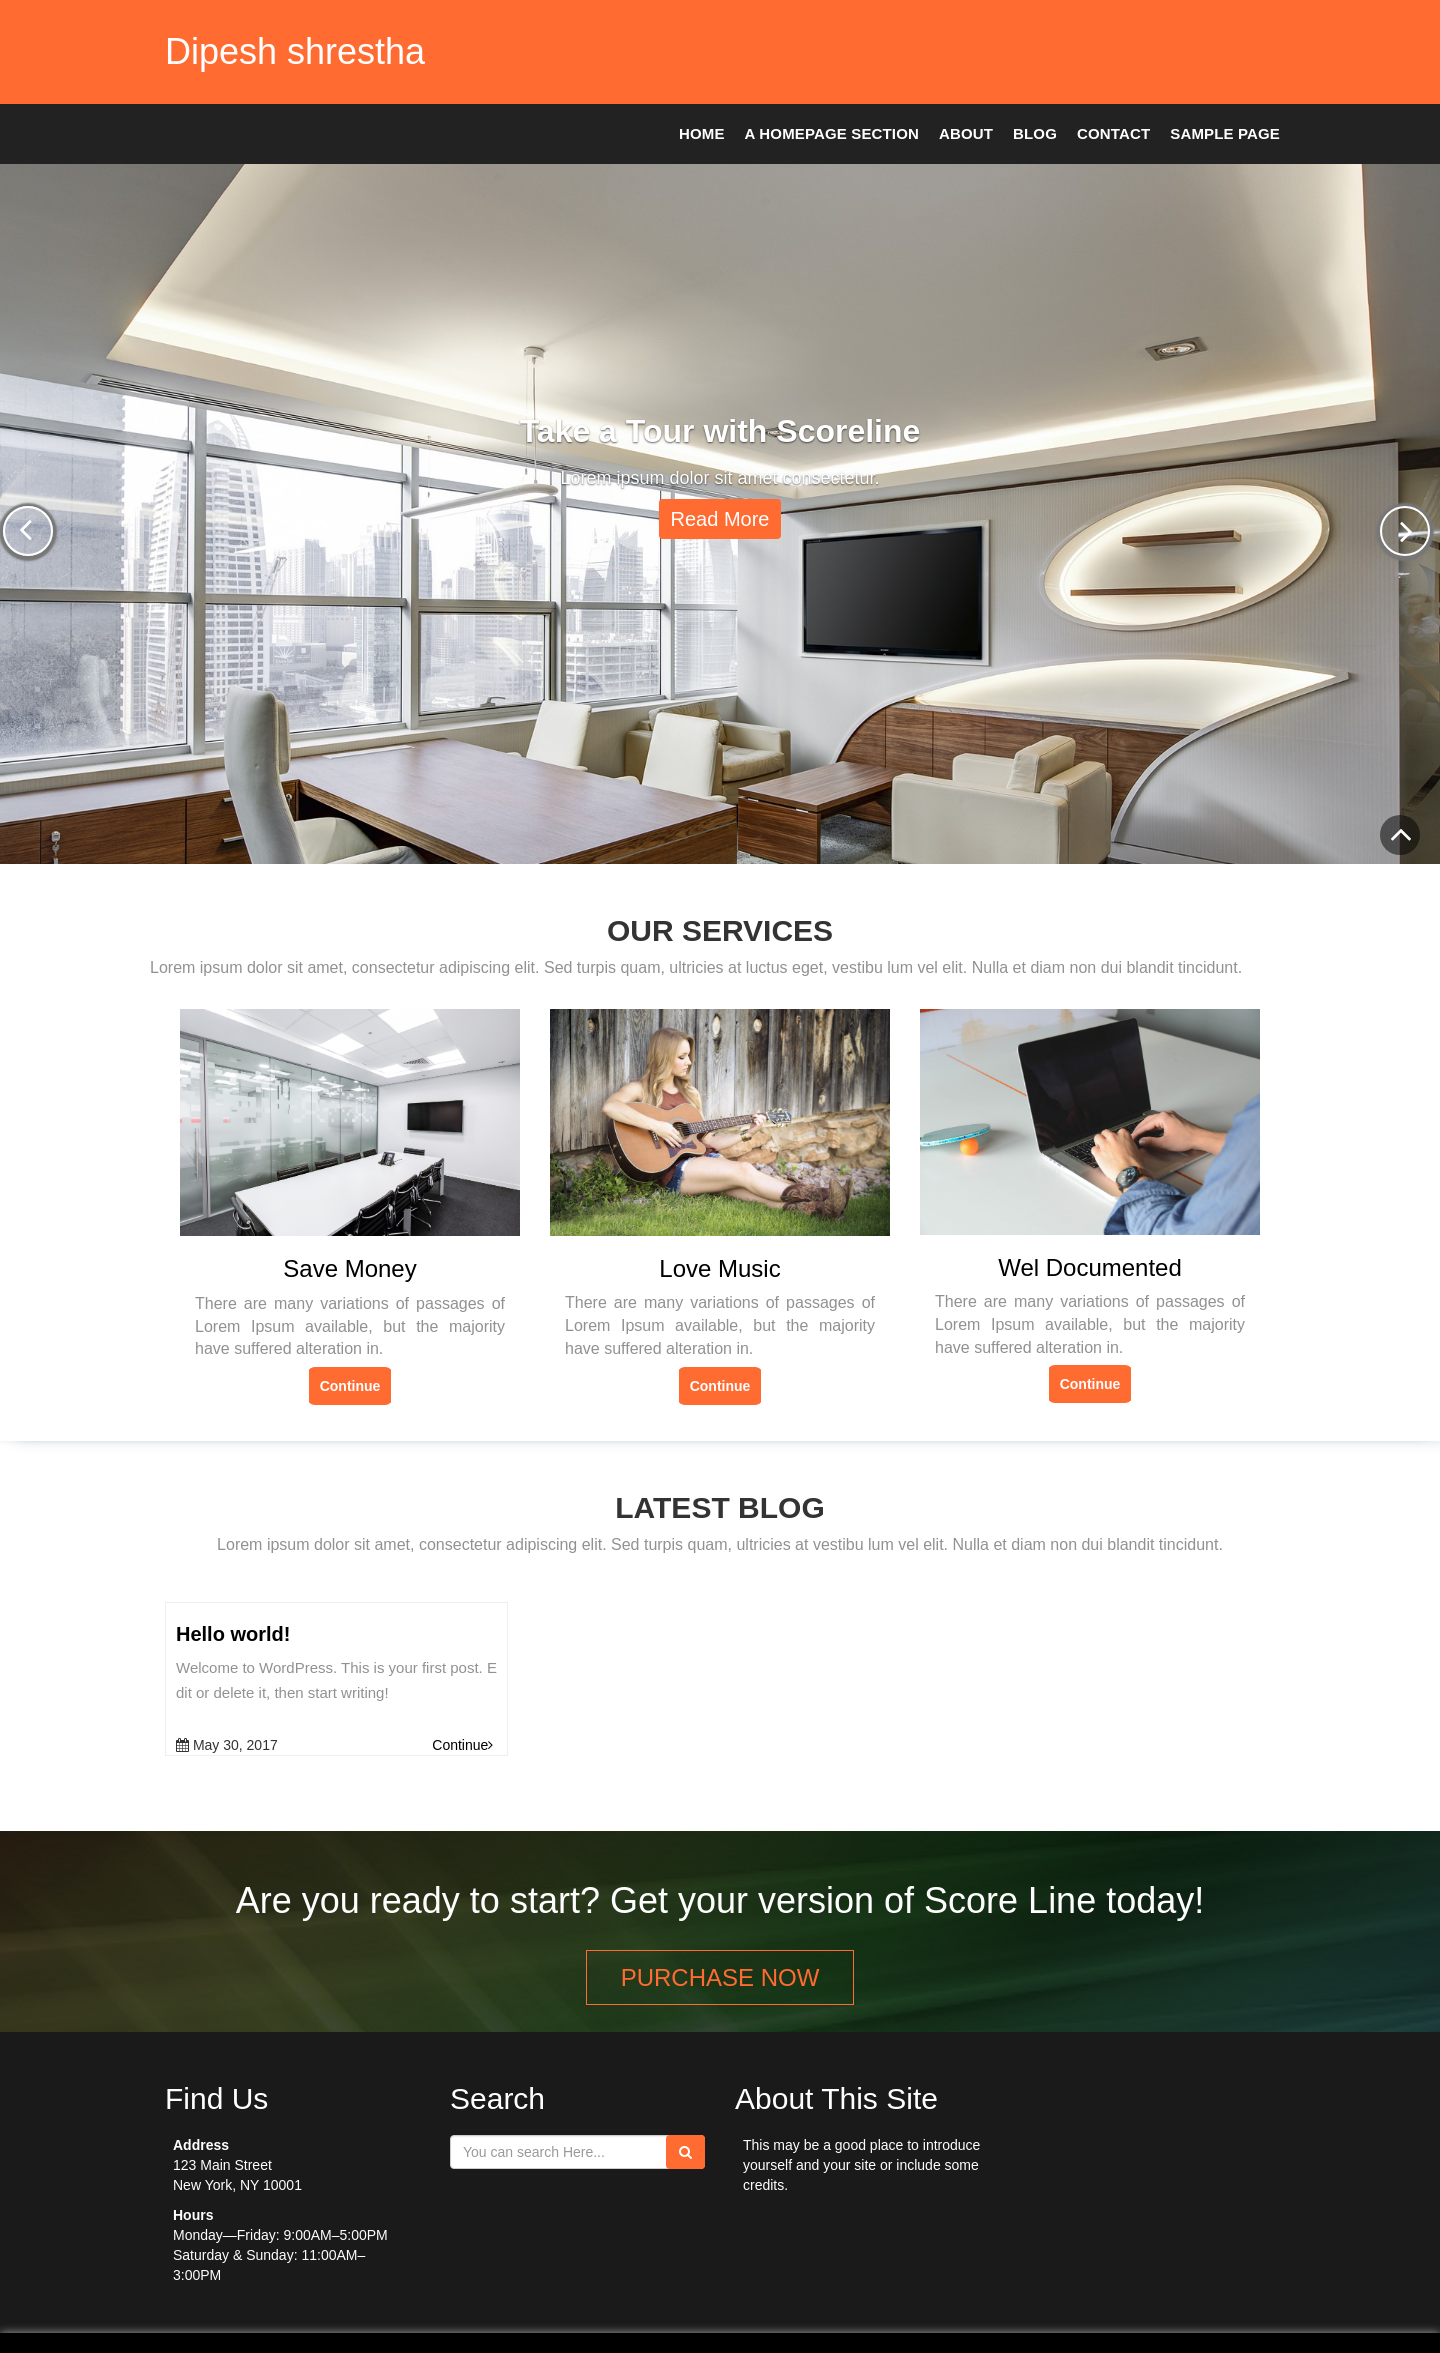 Dipesh shrestha
HOME A HOMEPAGE SECTION ABOUT BLOG CONTACT SAMPLE PAGE
Take a Tour with Scoreline
Lorem ipsum dolor sit amet consectetur.
Read More
OUR SERVICES
Lorem ipsum dolor sit amet, consectetur adipiscing elit. Sed turpis quam, ultricies at luctus eget, vestibu lum vel elit. Nulla et diam non dui blandit tincidunt.
Save Money
There are many variations of passages of
Lorem Ipsum available, but the majority
have suffered alteration in.
Continue
Love Music
There are many variations of passages of
Lorem Ipsum available, but the majority
have suffered alteration in.
Continue
Wel Documented
There are many variations of passages of
Lorem Ipsum available, but the majority
have suffered alteration in.
Continue
LATEST BLOG
Lorem ipsum dolor sit amet, consectetur adipiscing elit. Sed turpis quam, ultricies at vestibu lum vel elit. Nulla et diam non dui blandit tincidunt.
Hello world!
Welcome to WordPress. This is your first post. E
dit or delete it, then start writing!
May 30, 2017 Continue
Are you ready to start? Get your version of Score Line today!
PURCHASE NOW
Find Us
Address
123 Main Street
New York, NY 10001
Hours
Monday—Friday: 9:00AM–5:00PM
Saturday & Sunday: 11:00AM–
3:00PM
Search
You can search Here...
About This Site
This may be a good place to introduce
yourself and your site or include some
credits.